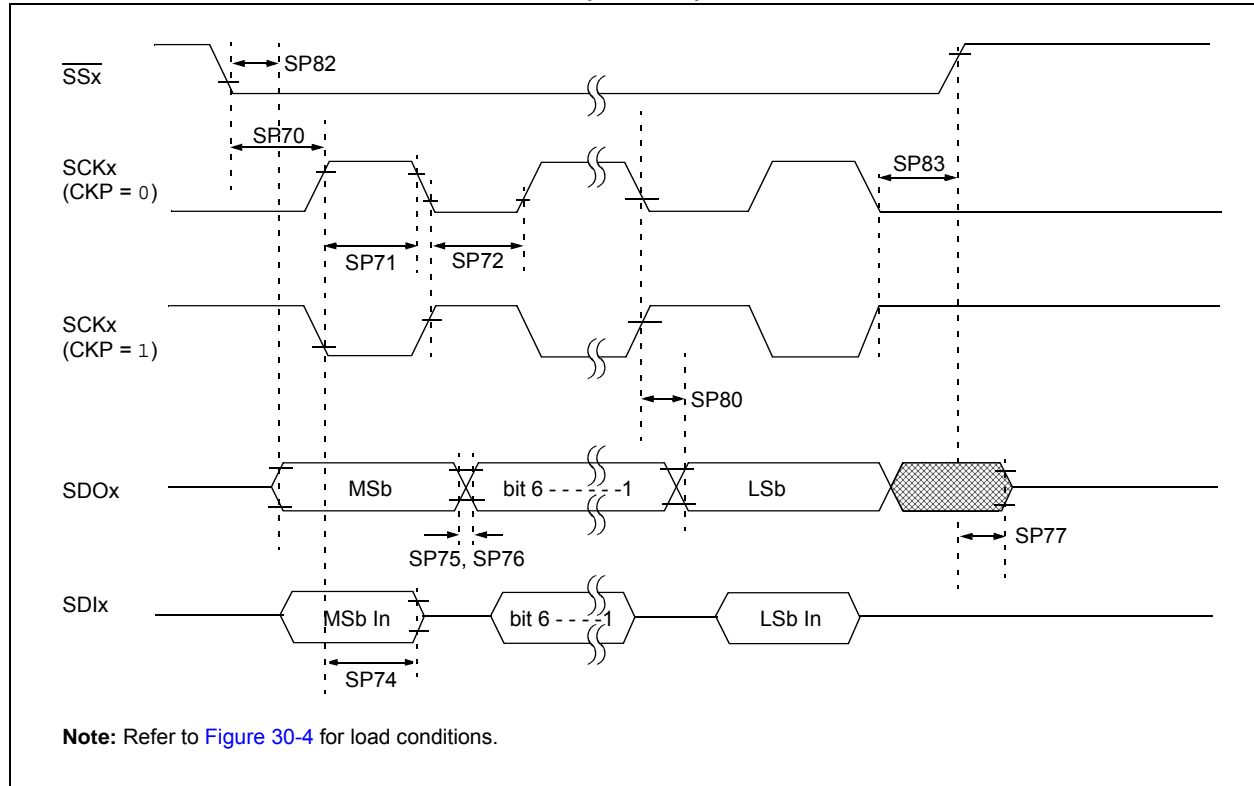 SSx
SP82
SP70
SCKx
(CKP = 0)
SP83
SP71
SP72
SCKx
(CKP = 1)
SP80
SDOx
MSb
bit 6 - - - - - -1
LSb
SP75, SP76
SP77
SDIx
MSb In
bit 6 - - - -1
LSb In
SP74
Note: Refer to Figure 30-4 for load conditions.